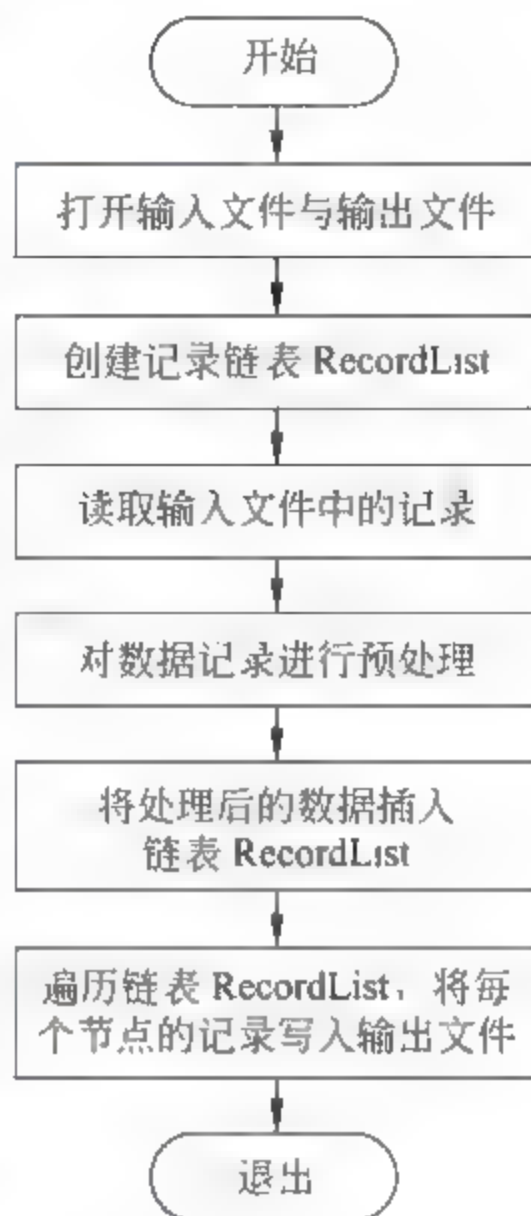 开始
打开输入文件与输出文件
创建记录链表 RecordList
读取输入文件中的记录
对数据记录进行预处理
将处理后的数据插入
链表 RecordList
遍历链表 RecordList，将每
个节点的记录写入输出文件
退出